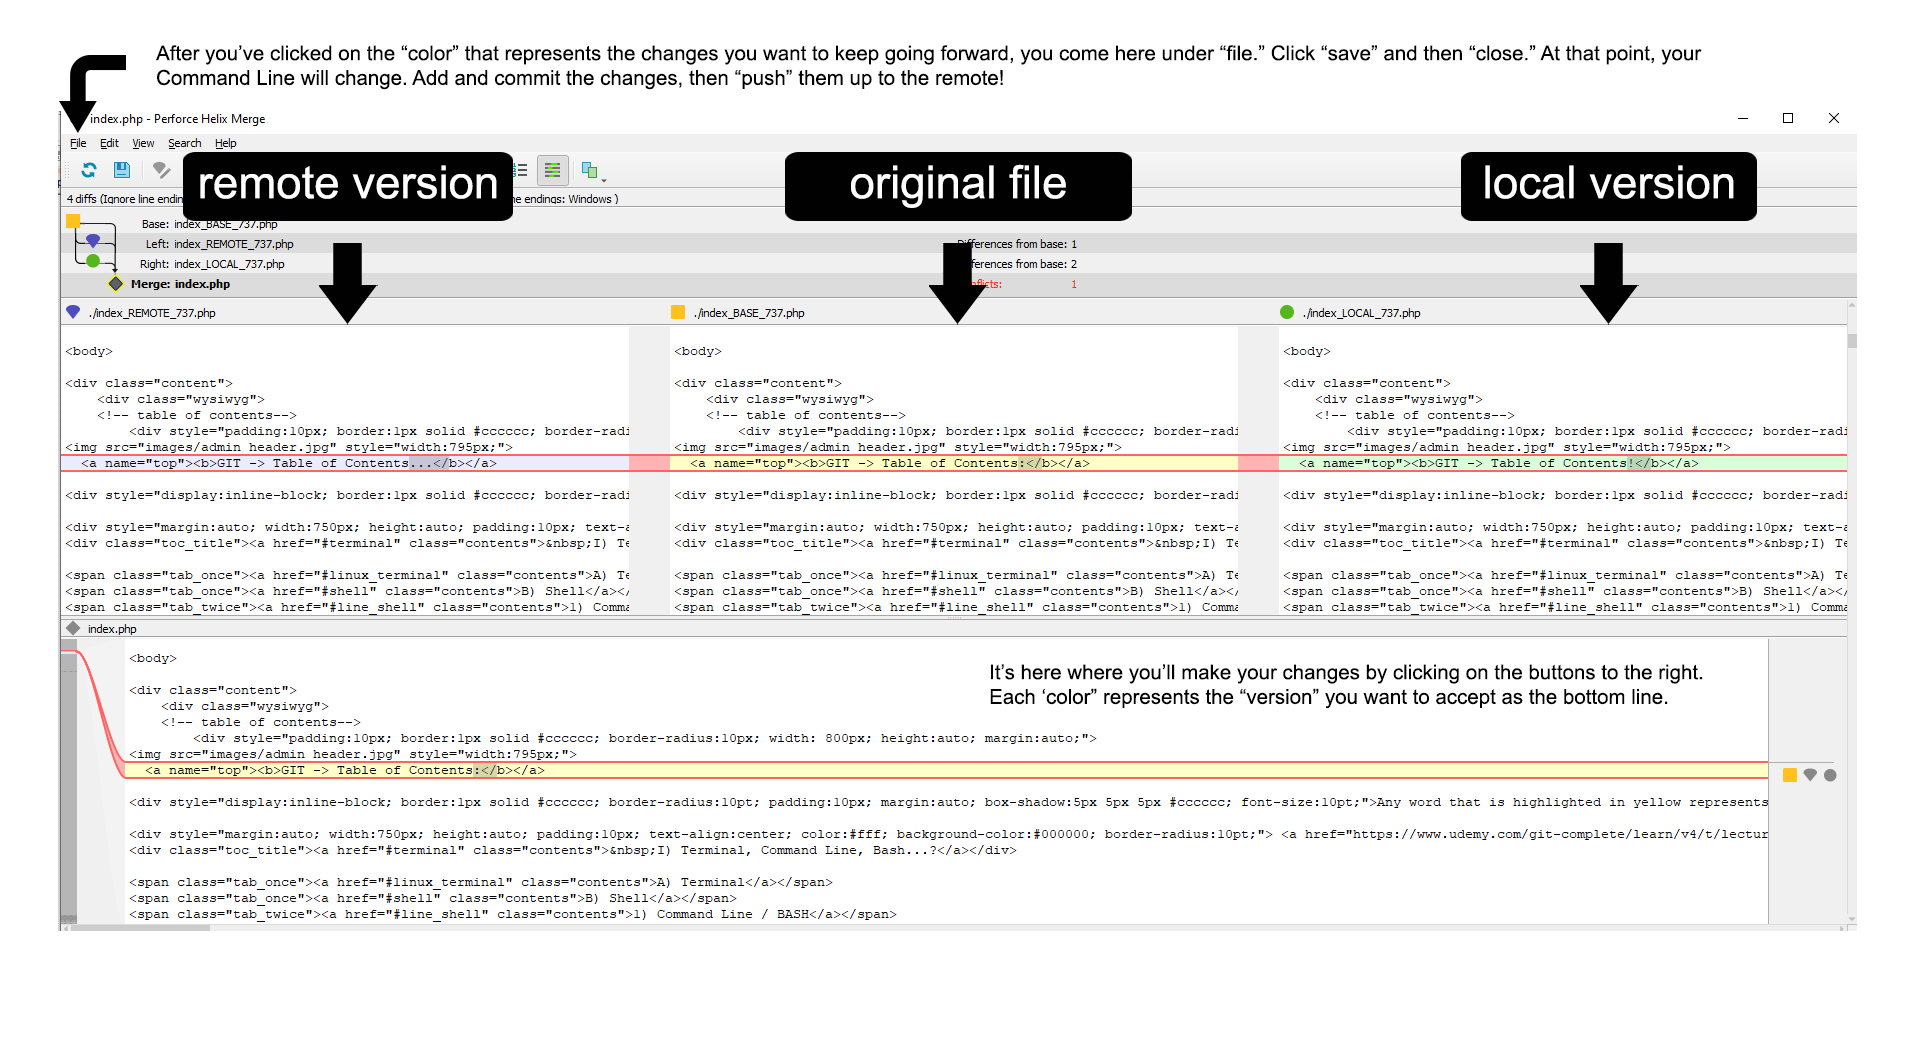 After you've clicked on the “color” that represents the changes you want to keep going forward, you come here under “file.” Click “save” and then “close.” At that point, your
Command Line will change. Add and commit the changes, then “push” them up to the remote!
index.php - Perforce Helix Merge
File Edit View Search Help
remote version
original file
local version
4 diffs (Ignore line endin
e endings: Windows )
Base: index_BASE_737.php
Left: index_REMOTE_737.php
ferences from base: 1
Right: index_LOCAL_737.php
ferences from base: 2
Merge: index.php
1
./index_REMOTE_737.php
./index_BASE_737.php
./index_LOCAL_737.php
<body>
<div class="content">
<div class="wysiwyg">
<!-- table of contents-->
<div style="padding:10px; border:1px solid #cccccc; border-radi
<img src="images/admin_header.jpg" style="width:795px;">
<a name="top"><b>GIT -> Table of Contents...</b></a>
<div style="display:inline-block; border:1px solid #cccccc; border-radi
<div style="margin:auto; width:750px; height:auto; padding:10px; text-a
<div class="toc_title"><a href="#terminal" class="contents">&nbsp;I) Te
<span class="tab_once"><a href="#linux_terminal" class="contents">A) Te
<span class="tab_once"><a href="#shell" class="contents">B) Shell</a></
<span class="tab_twice"><a href="#line_shell" class="contents">1) Comma
<body>
<div class="content">
<div class="wysiwyg">
<!-- table of contents-->
<div style="padding:10px; border:1px solid #cccccc; border-radi
<img src="images/admin_header.jpg" style="width:795px;">
<a name="top"><b>GIT -> Table of Contents:</b></a>
<div style="display:inline-block; border:1px solid #cccccc; border-radi
<div style="margin:auto; width:750px; height:auto; padding:10px; text-a
<div class="toc_title"><a href="#terminal" class="contents">&nbsp;I) Te
<span class="tab_once"><a href="#linux_terminal" class="contents">A) Te
<span class="tab_once"><a href="#shell" class="contents">B) Shell</a></
<span class="tab_twice"><a href="#line_shell" class="contents">1) Comma
<body>
<div class="content">
<div class="wysiwyg">
<!-- table of contents-->
<div style="padding:10px; border:1px solid #cccccc; border-radi
<img src="images/admin_header.jpg" style="width:795px;">
<a name="top"><b>GIT -> Table of Contents!</b></a>
<div style="display:inline-block; border:1px solid #cccccc; border-radi
<div style="margin:auto; width:750px; height:auto; padding:10px; text-a
<div class="toc_title"><a href="#terminal" class="contents">&nbsp;I) Te
<span class="tab_once"><a href="#linux_terminal" class="contents">A) Te
<span class="tab_once"><a href="#shell" class="contents">B) Shell</a></
<span class="tab_twice"><a href="#line_shell" class="contents">1) Comma
index.php
It's here where you'll make your changes by clicking on the buttons to the right.
Each ‘color” represents the “version” you want to accept as the bottom line.
<body>
<div class="content">
<div class="wysiwyg">
<!-- table of contents-->
<div style="padding:10px; border:1px solid #cccccc; border-radius:10px; width: 800px; height:auto; margin:auto;">
<img src="images/admin_header.jpg" style="width:795px;">
<a name="top"><b>GIT -> Table of Contents:</b></a>
<div style="display:inline-block; border:1px solid #cccccc; border-radius:10pt; padding:10px; margin:auto; box-shadow:5px 5px 5px #cccccc; font-size:10pt;">Any word that is highlighted in yellow represents
<div style="margin:auto; width:750px; height:auto; padding:10px; text-align:center; color:#fff; background-color:#000000; border-radius:10pt;"> <a href="https://www.udemy.com/git-complete/learn/v4/t/lectur
<div class="toc_title"><a href="#terminal" class="contents">&nbsp;I) Terminal, Command Line, Bash...?</a></div>
<span class="tab_once"><a href="#linux_terminal" class="contents">A) Terminal</a></span>
<span class="tab_once"><a href="#shell" class="contents">B) Shell</a></span>
<span class="tab_twice"><a href="#line_shell" class="contents">1) Command Line / BASH</a></span>